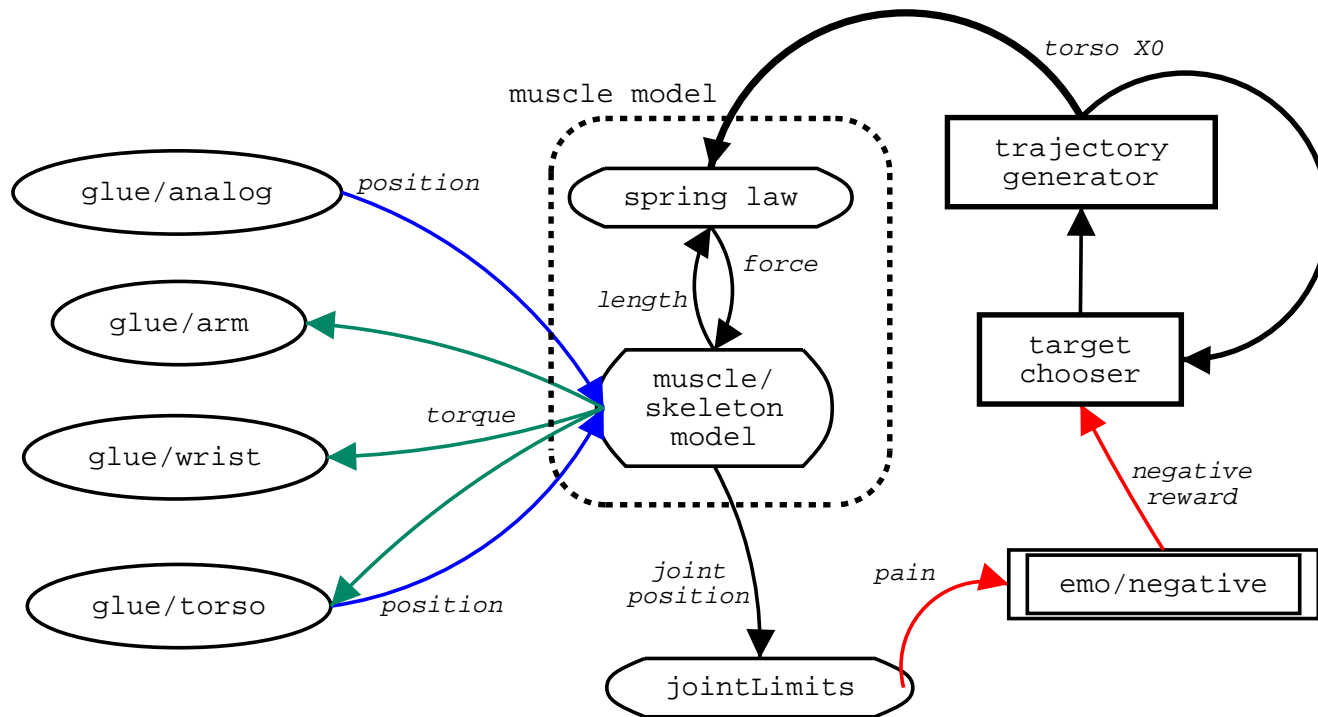 torso X0
muscle model
trajectory
generator
glue/analog
position
spring law
force
length
glue/arm
target
chooser
muscle/
skeleton
model
torque
glue/wrist
negative
reward
joint
position
pain
emo/negative
glue/torso
position
jointLimits